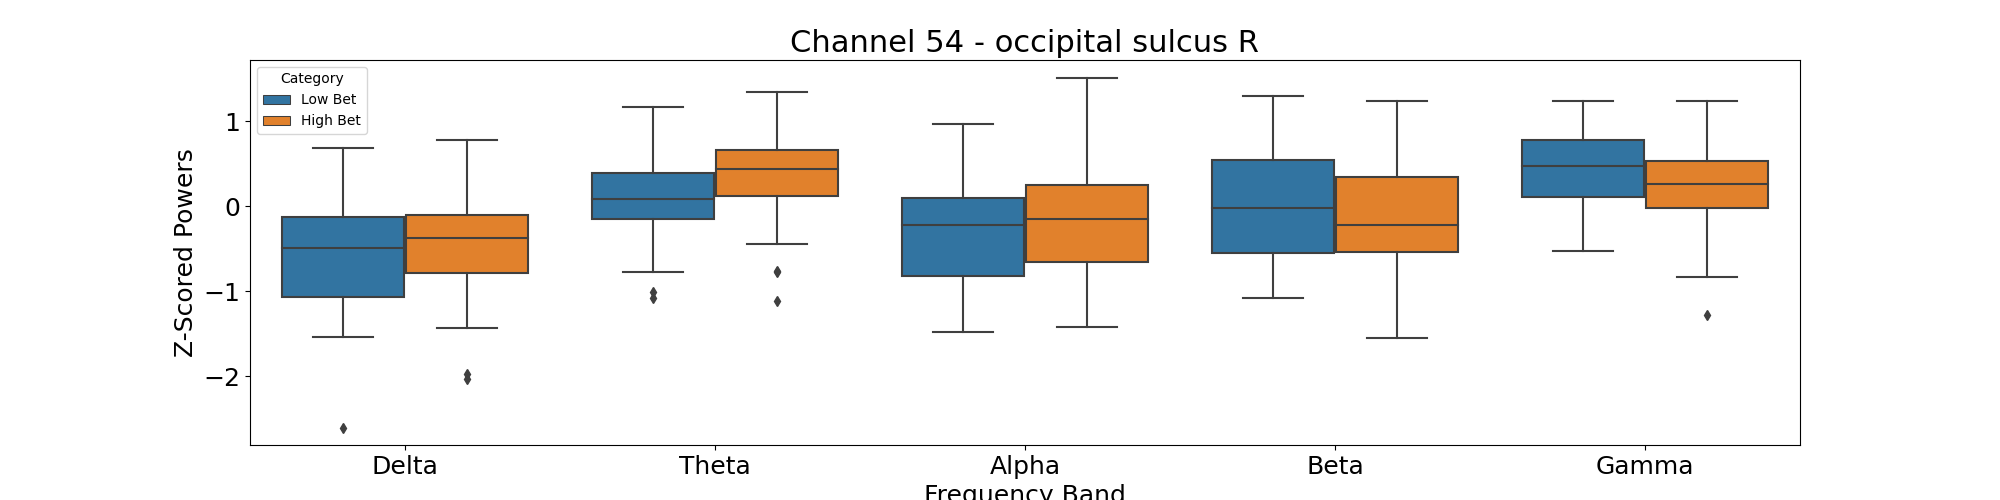 Channel 54 - occipital sulcus R
Category
Low Bet
High Bet
Z-Scored Powers
1
0
−1
−2
Delta Theta Alpha Beta Gamma
Frequency Band